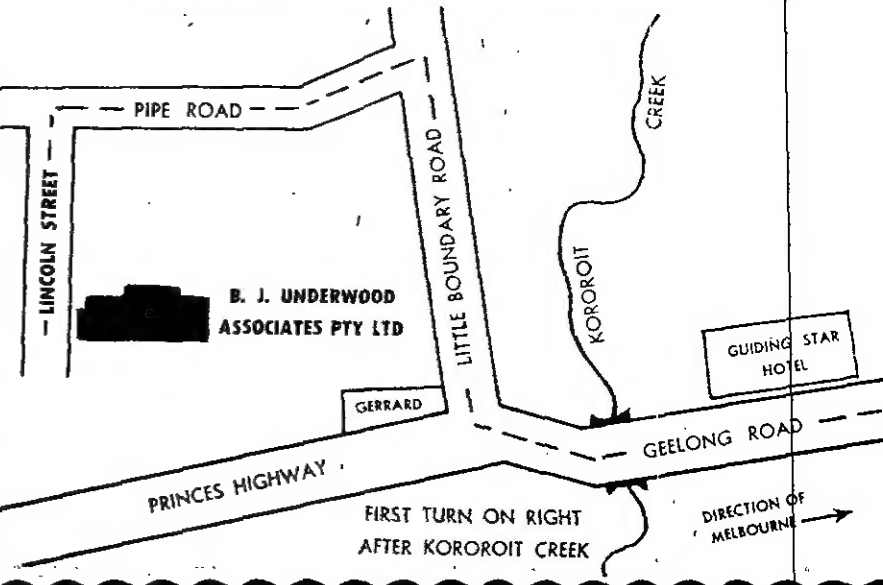 PIPE ROAD
LINCOLN STREET
B. J. UNDERWOOD
ASSOCIATES PTY LTD
LITTLE BOUNDARY ROAD
CREEK
KOROROIT
GUIDING STAR
HOTEL
GERRARD
GEELONG ROAD
PRINCES HIGHWAY
FIRST TURN ON RIGHT
AFTER KOROROIT CREEK
DIRECTION OF
MELBOURNE